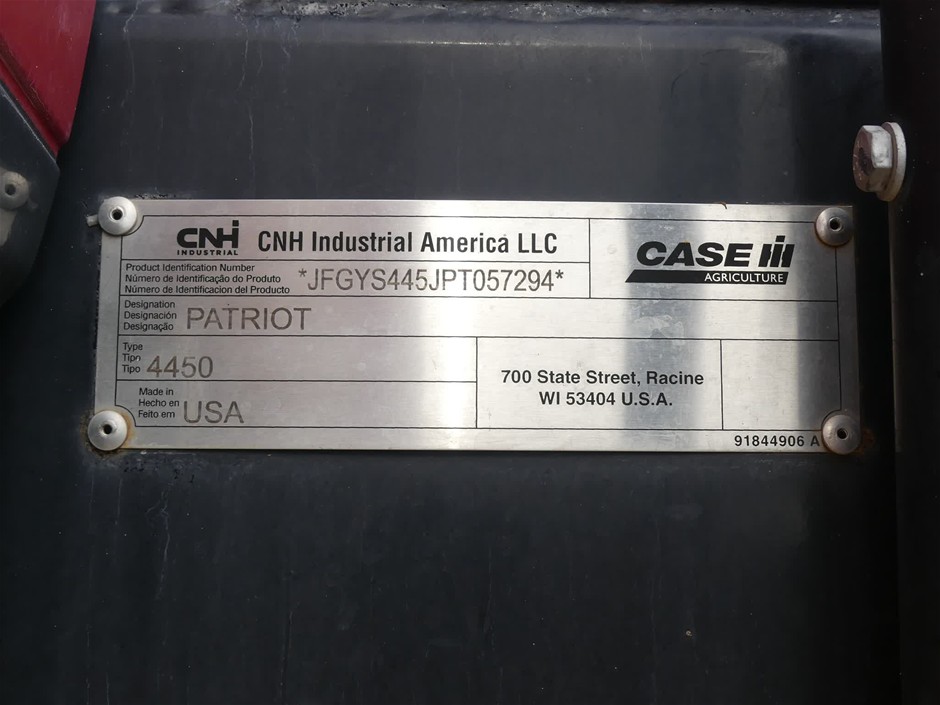 CNH
INDUSTRIAL
CNH Industrial America LLC
Product Identification Number
Número de Identificação do Produto
Número de Identificacion del Producto
*JFGYS445JPT057294*
CASE IH
AGRICULTURE
Designation
Designación
Designação
PATRIOT
Type
Tipn
Tipo
4450
Made in
Hecho en
Feito em
USA
700 State Street, Racine
WI 53404 U.S.A.
91844906 A